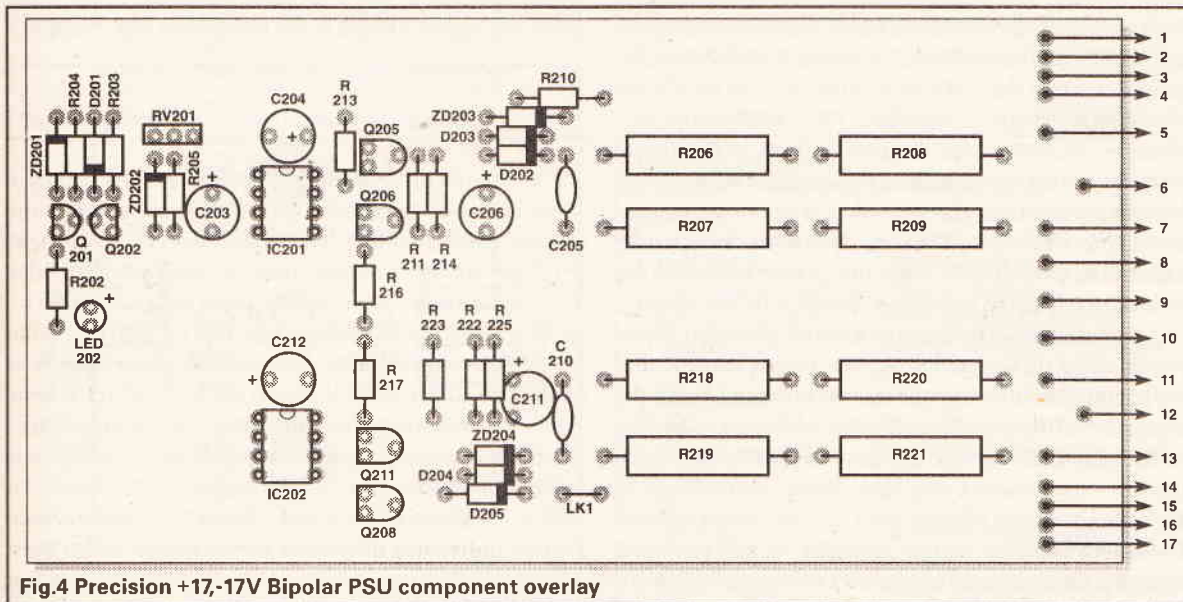 1
2
3
4
5
6
7
8
9
10
11
12
13
14
15
16
17
R204
D201
R203
ZD201
RV201
ZD202
R205
C204
+
+
C203
IC201
R
213
Q205
Q206
R
211
R
214
R210
ZD203
D203
D202
+
C206
C205
R206
R208
R207
R209
Q
201
Q202
R202
+
LED
202
R
216
R
223
R
222
R
225
C
210
C212
+
R
217
+
C211
R218
R220
R219
R221
IC202
Q211
Q208
ZD204
D204
D205
LK1
Fig.4 Precision +17,-17V Bipolar PSU component overlay